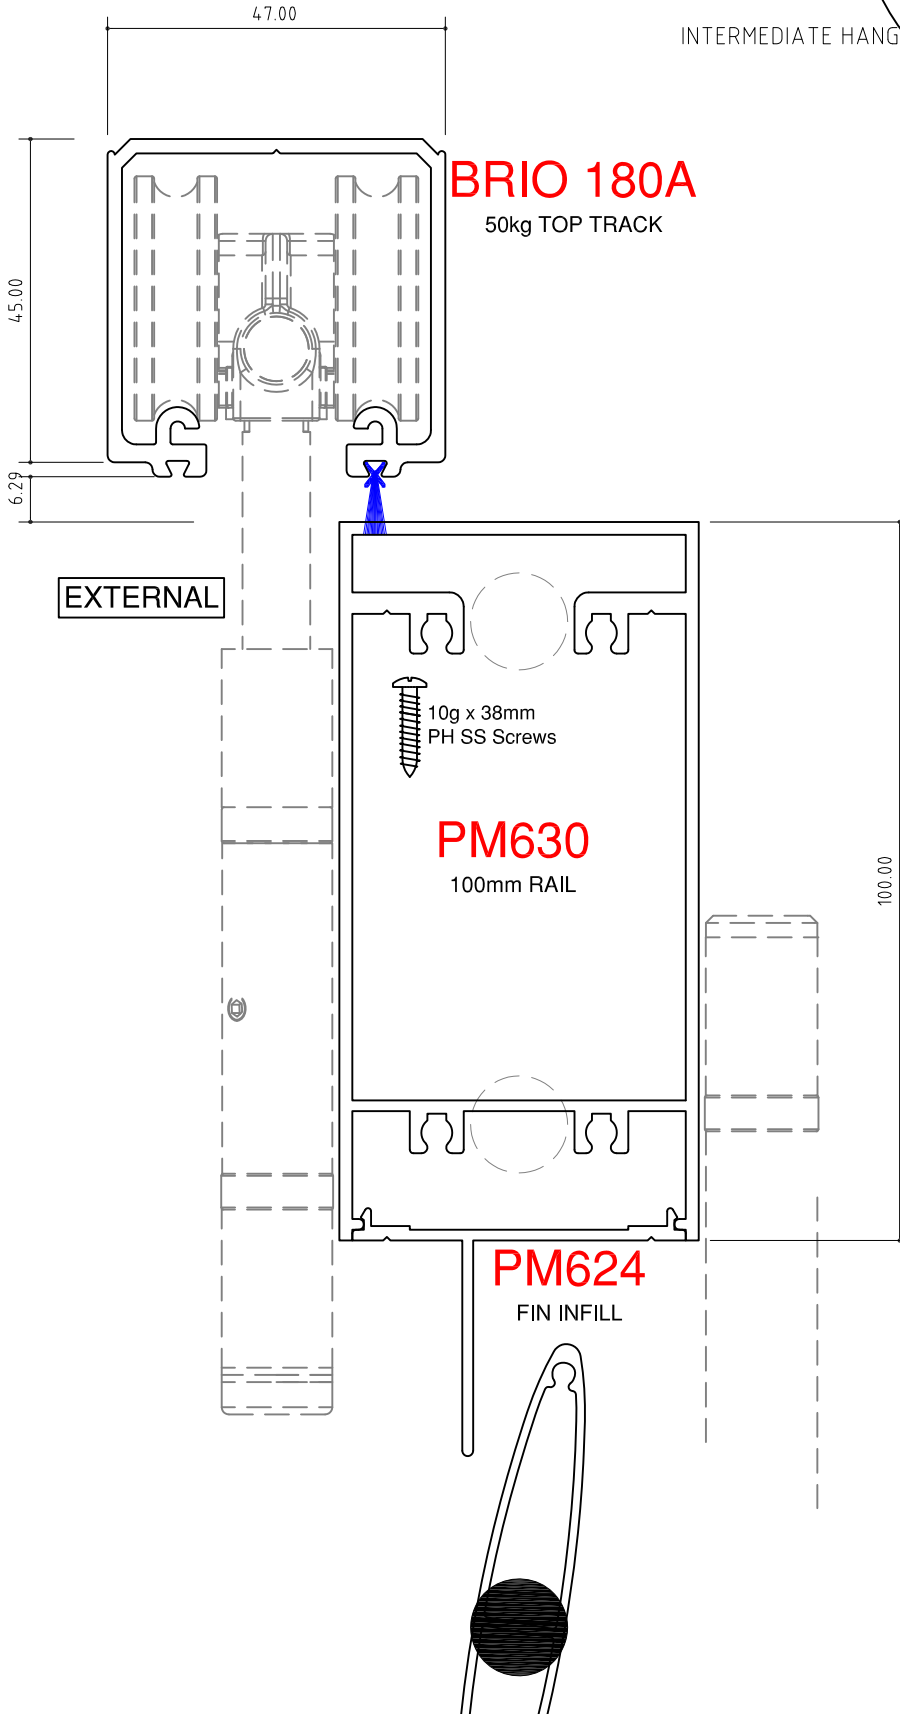 47.00
INTERMEDIATE HANG
BRIO 180A
50kg TOP TRACK
45.00
6.29
EXTERNAL
10g x 38mm
PH SS Screws
PM630
100mm RAIL
100.00
PM624
FIN INFILL